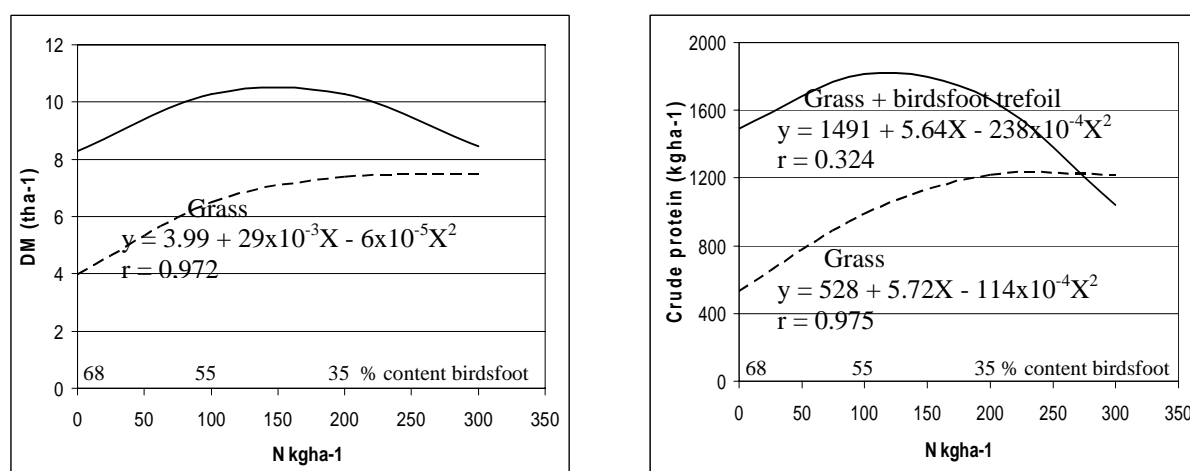 12
10
8
6
4
2
0
DM (tha-1)
Grass
y = 3.99 + 29x10-3X - 6x10-5X2
r = 0.972
68 55 35 % content birdsfoot
0 50 100 150 200 250 300 350
N kgha-1
2000
1600
1200
800
400
0
Crude protein (kgha-1)
Grass + birdsfoot trefoil
y = 1491 + 5.64X - 238x10-4X2
r = 0.324
Grass
y = 528 + 5.72X - 114x10-4X2
r = 0.975
68 55 35 % content birdsfoot
0 50 100 150 200 250 300 350
N kgha-1